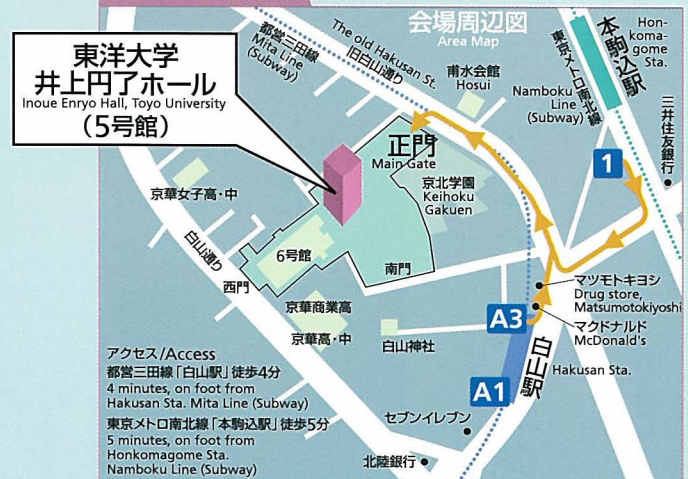 会場周辺図
Area Map
東洋大学
井上円了ホール
Inoue Enryo Hall, Toyo University
(5号館)
都営三田線
Mita Line
(Subway)
The old Hakusan St.
旧白山通り
甫水会館
Hosui
東京メトロ南北線
Namboku
Line
(Subway)
本駒込駅
Hon-
koma-
gome
Sta.
三井住友銀行
1
正門
Main Gate
京北学園
Keihoku
Gakuen
京華女子高・中
白山通り
6号館
西門
南門
京華商業高
京華高・中
白山神社
マツモトキヨシ
Drug store,
Matsumotokiyoshi
マクドナルド
McDonald's
A3
A1
白山駅
Hakusan Sta.
セブンイレブン
北陸銀行
アクセス/Access
都営三田線「白山駅」徒歩4分
4 minutes, on foot from
Hakusan Sta. Mita Line (Subway)
東京メトロ南北線「本駒込駅」徒歩5分
5 minutes, on foot from
Honkomagome Sta.
Namboku Line (Subway)